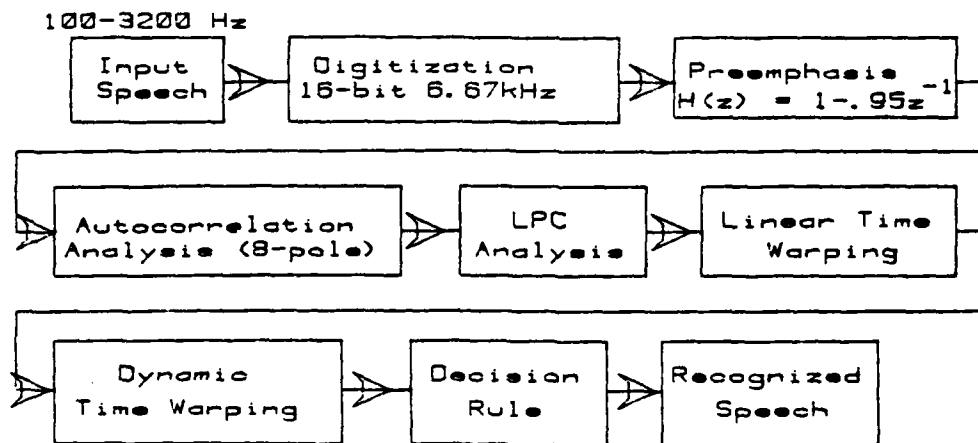 100-3200 Hz
Input
Speech
Digitization
16-bit 6.67kHz
Preemphasis
H(z) = 1-.95z⁻¹
Autocorrelation
Analysis (8-pole)
LPC
Analysis
Linear Time
Warping
Dynamic
Time Warping
Decision
Rule
Recognized
Speech